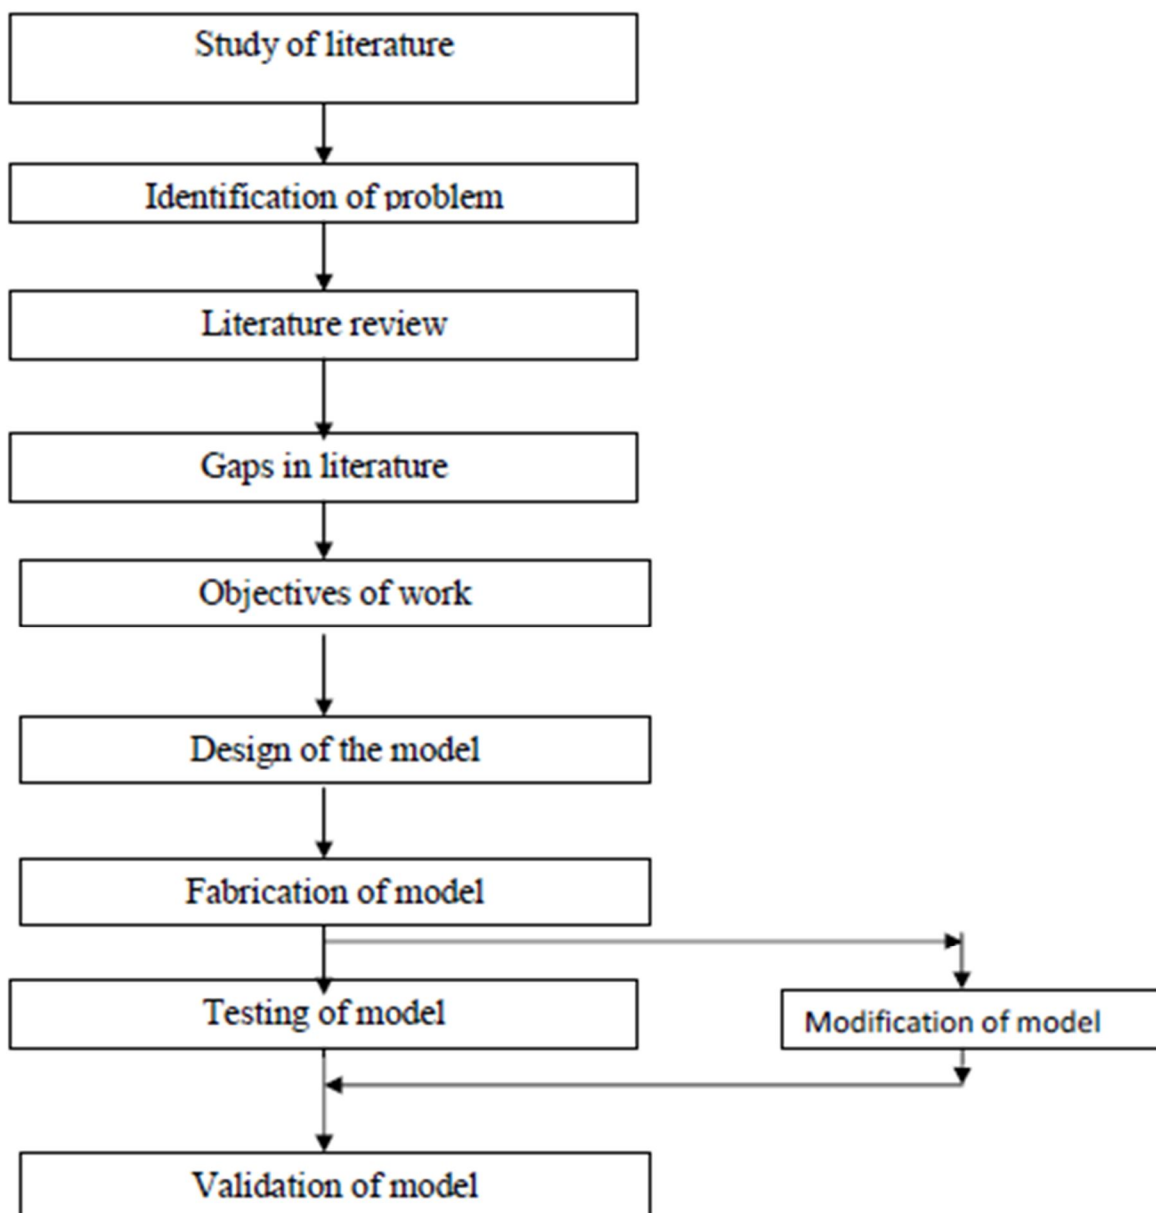 Study of literature
Identification of problem
Literature review
Gaps in literature
Objectives of work
Design of the model
Fabrication of model
Testing of model
Modification of model
Validation of model